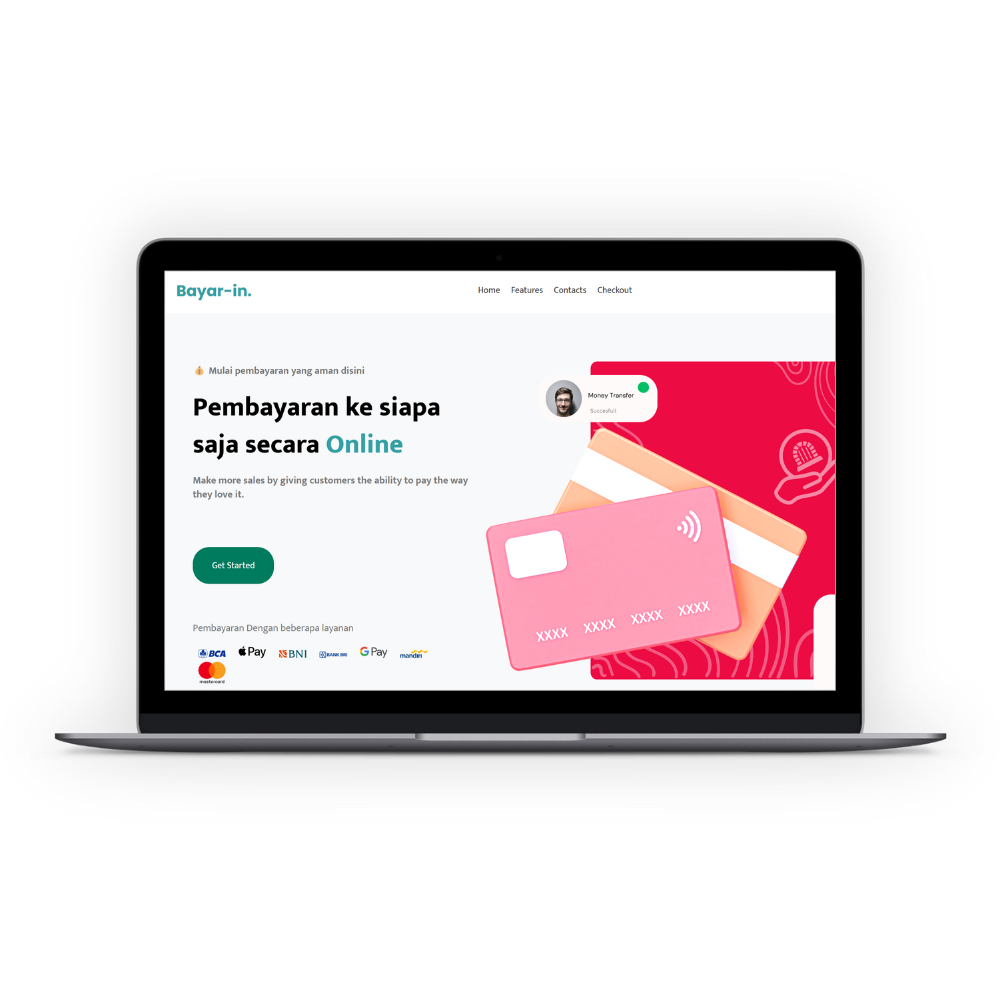 Bayar-in.
Home Features Contacts Checkout
Mulai pembayaran yang aman disini
Pembayaran ke siapa
saja secara Online
Make more sales by giving customers the ability to pay the way
they love it.
Get Started
Pembayaran Dengan beberapa layanan
BCA Pay BNI BANK BRI G Pay mandiri
mastercard
Money Transfer
Succesfull
XXXX XXXX XXXX XXXX